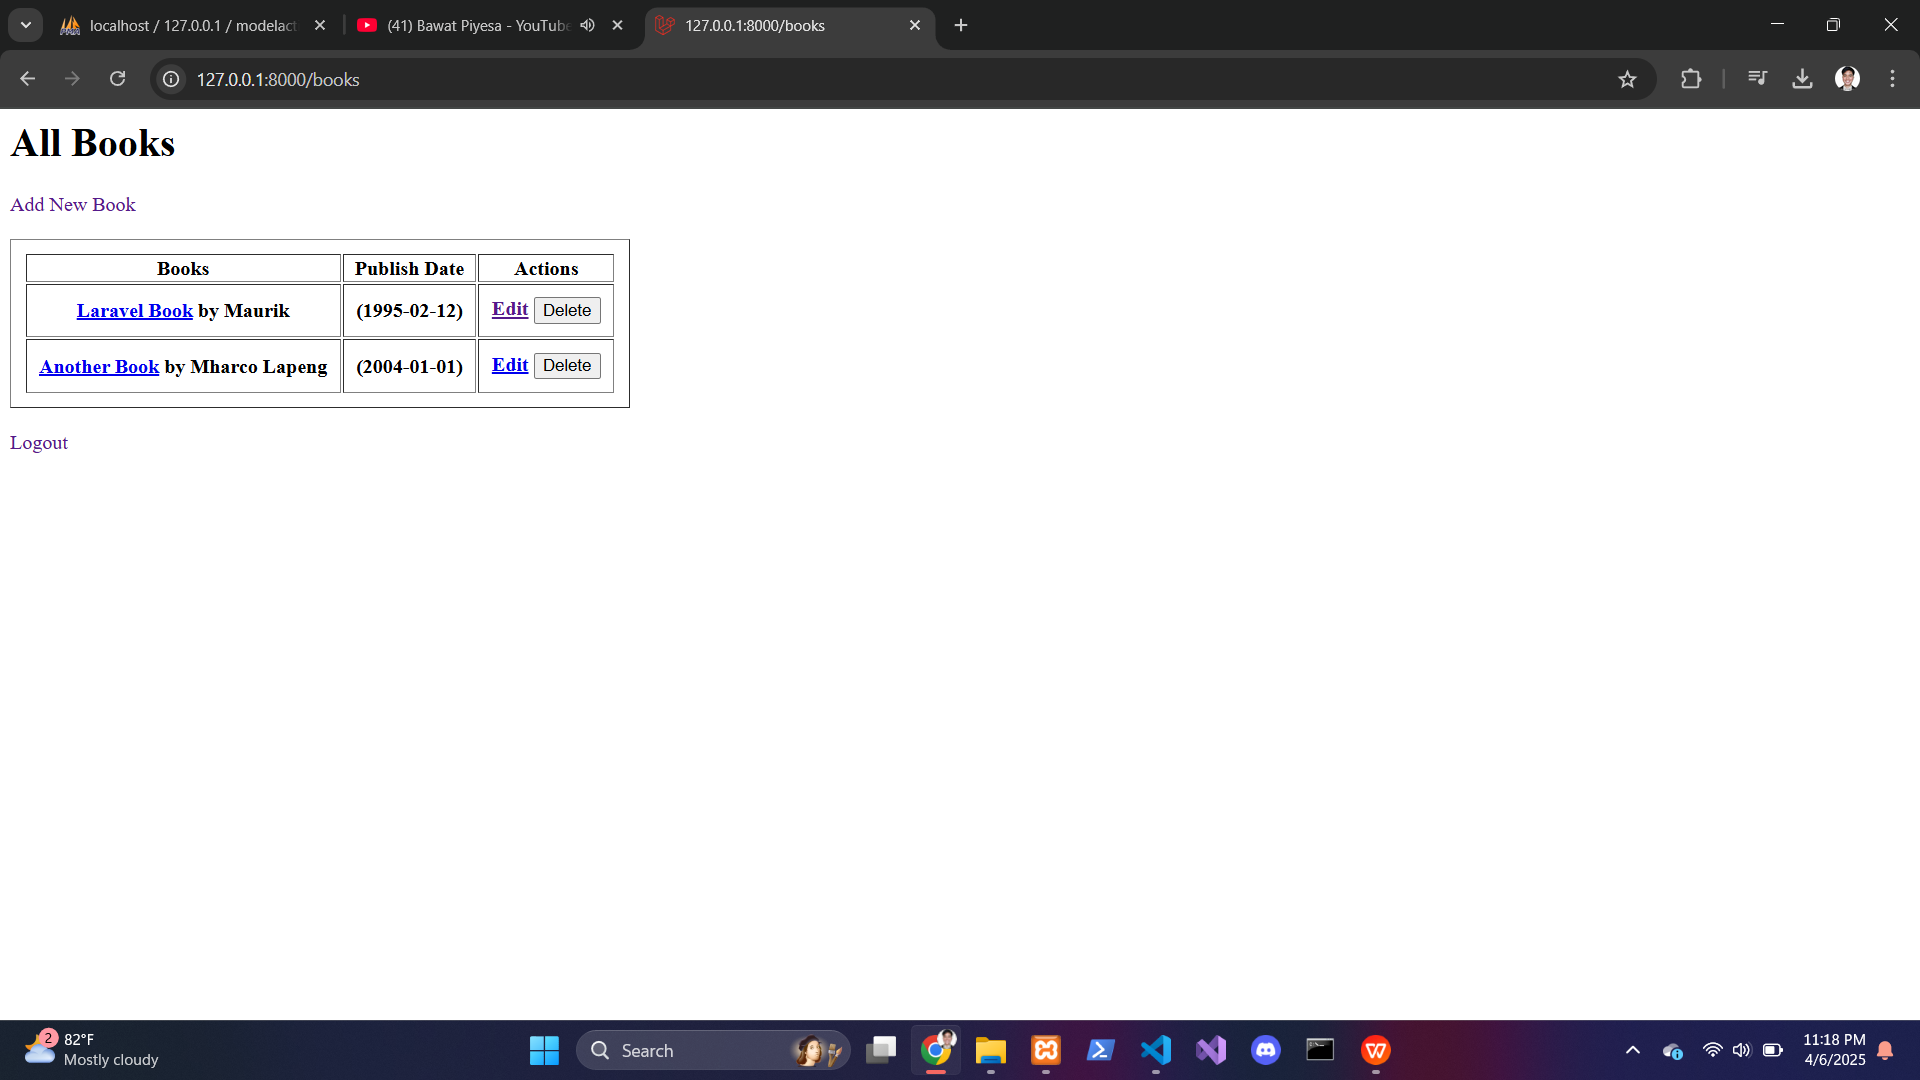 localhost / 127.0.0.1 / modelact
(41) Bawat Piyesa - YouTube
127.0.0.1:8000/books
127.0.0.1:8000/books
All Books
Add New Book
Books Publish Date Actions
Laravel Book by Maurik (1995-02-12) Edit Delete
Another Book by Mharco Lapeng (2004-01-01) Edit Delete
Logout
2
82°F
Mostly cloudy
Search
11:18 PM
4/6/2025